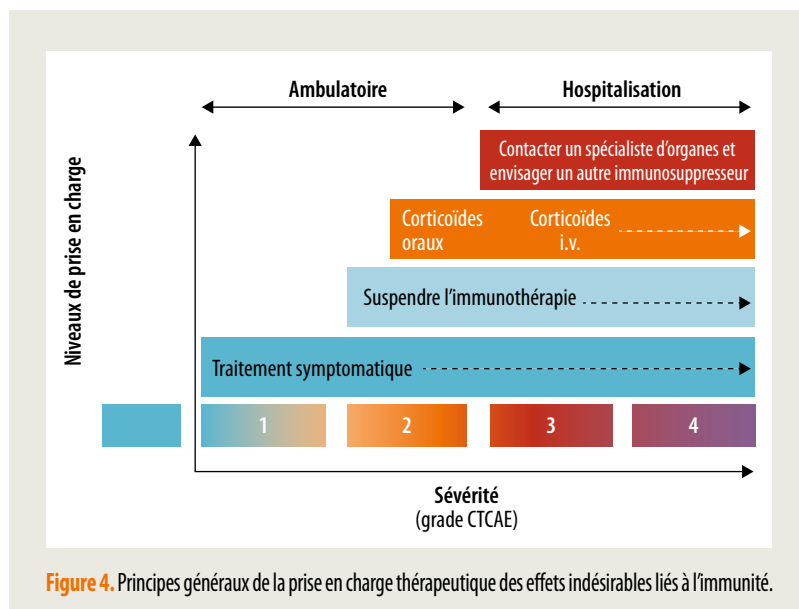 Ambulatoire
Hospitalisation
Niveaux de prise en charge
Contacter un spécialiste d’organes et
envisager un autre immunosuppresseur
Corticoïdes
oraux
Corticoïdes
i.v.
Suspendre l’immunothérapie
Traitement symptomatique
1
2
3
4
Sévérité
(grade CTCAE)
Figure 4. Principes généraux de la prise en charge thérapeutique des effets indésirables liés à l’immunité.